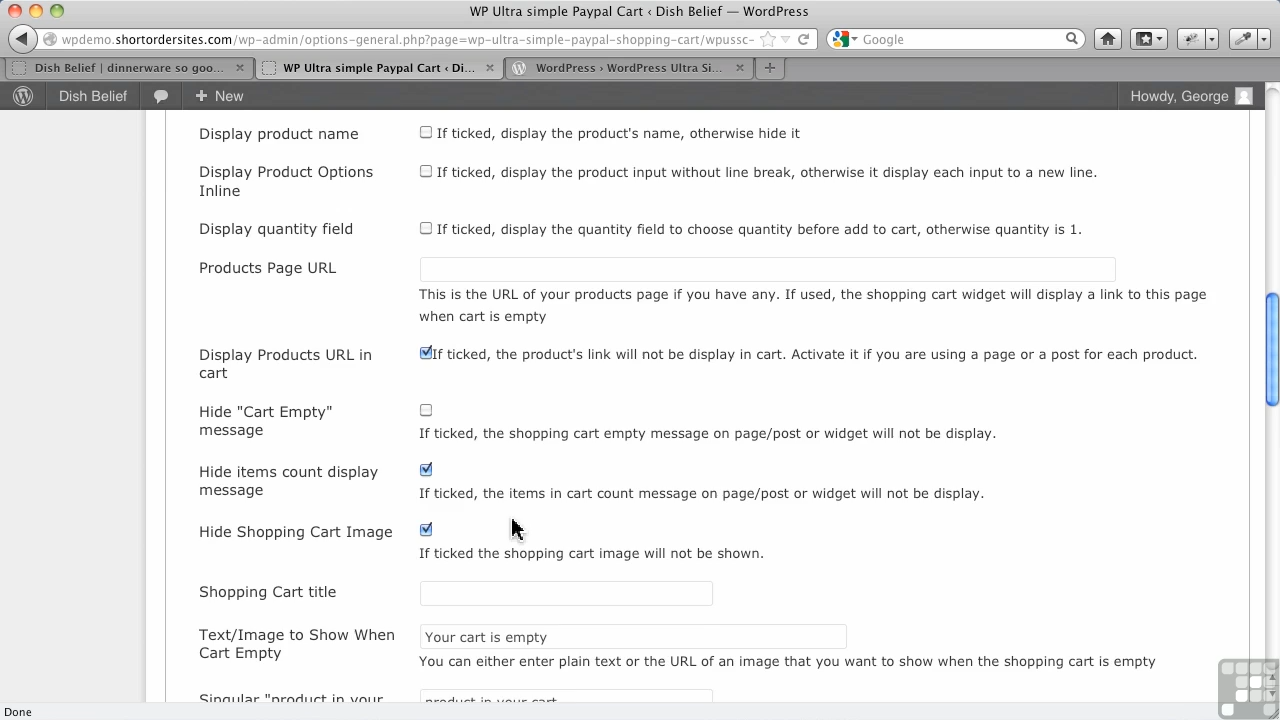 WP Ultra simple Paypal Cart ‹ Dish Belief — WordPress
wpdemo.shortordersites.com/wp-admin/options-general.php?page=wp-ultra-simple-paypal-shopping-cart/wpussc-
Google
Dish Belief | dinnerware so goo...
WP Ultra simple Paypal Cart ‹ Di...
WordPress › WordPress Ultra Si...
Dish Belief
New
Howdy, George
Display product name
If ticked, display the product's name, otherwise hide it
Display Product Options
Inline
If ticked, display the product input without line break, otherwise it display each input to a new line.
Display quantity field
If ticked, display the quantity field to choose quantity before add to cart, otherwise quantity is 1.
Products Page URL
This is the URL of your products page if you have any. If used, the shopping cart widget will display a link to this page
when cart is empty
Display Products URL in
cart
If ticked, the product's link will not be display in cart. Activate it if you are using a page or a post for each product.
Hide "Cart Empty"
message
If ticked, the shopping cart empty message on page/post or widget will not be display.
Hide items count display
message
If ticked, the items in cart count message on page/post or widget will not be display.
Hide Shopping Cart Image
If ticked the shopping cart image will not be shown.
Shopping Cart title
Text/Image to Show When
Cart Empty
Your cart is empty
You can either enter plain text or the URL of an image that you want to show when the shopping cart is empty
Singular "product in your
product in your cart
Done